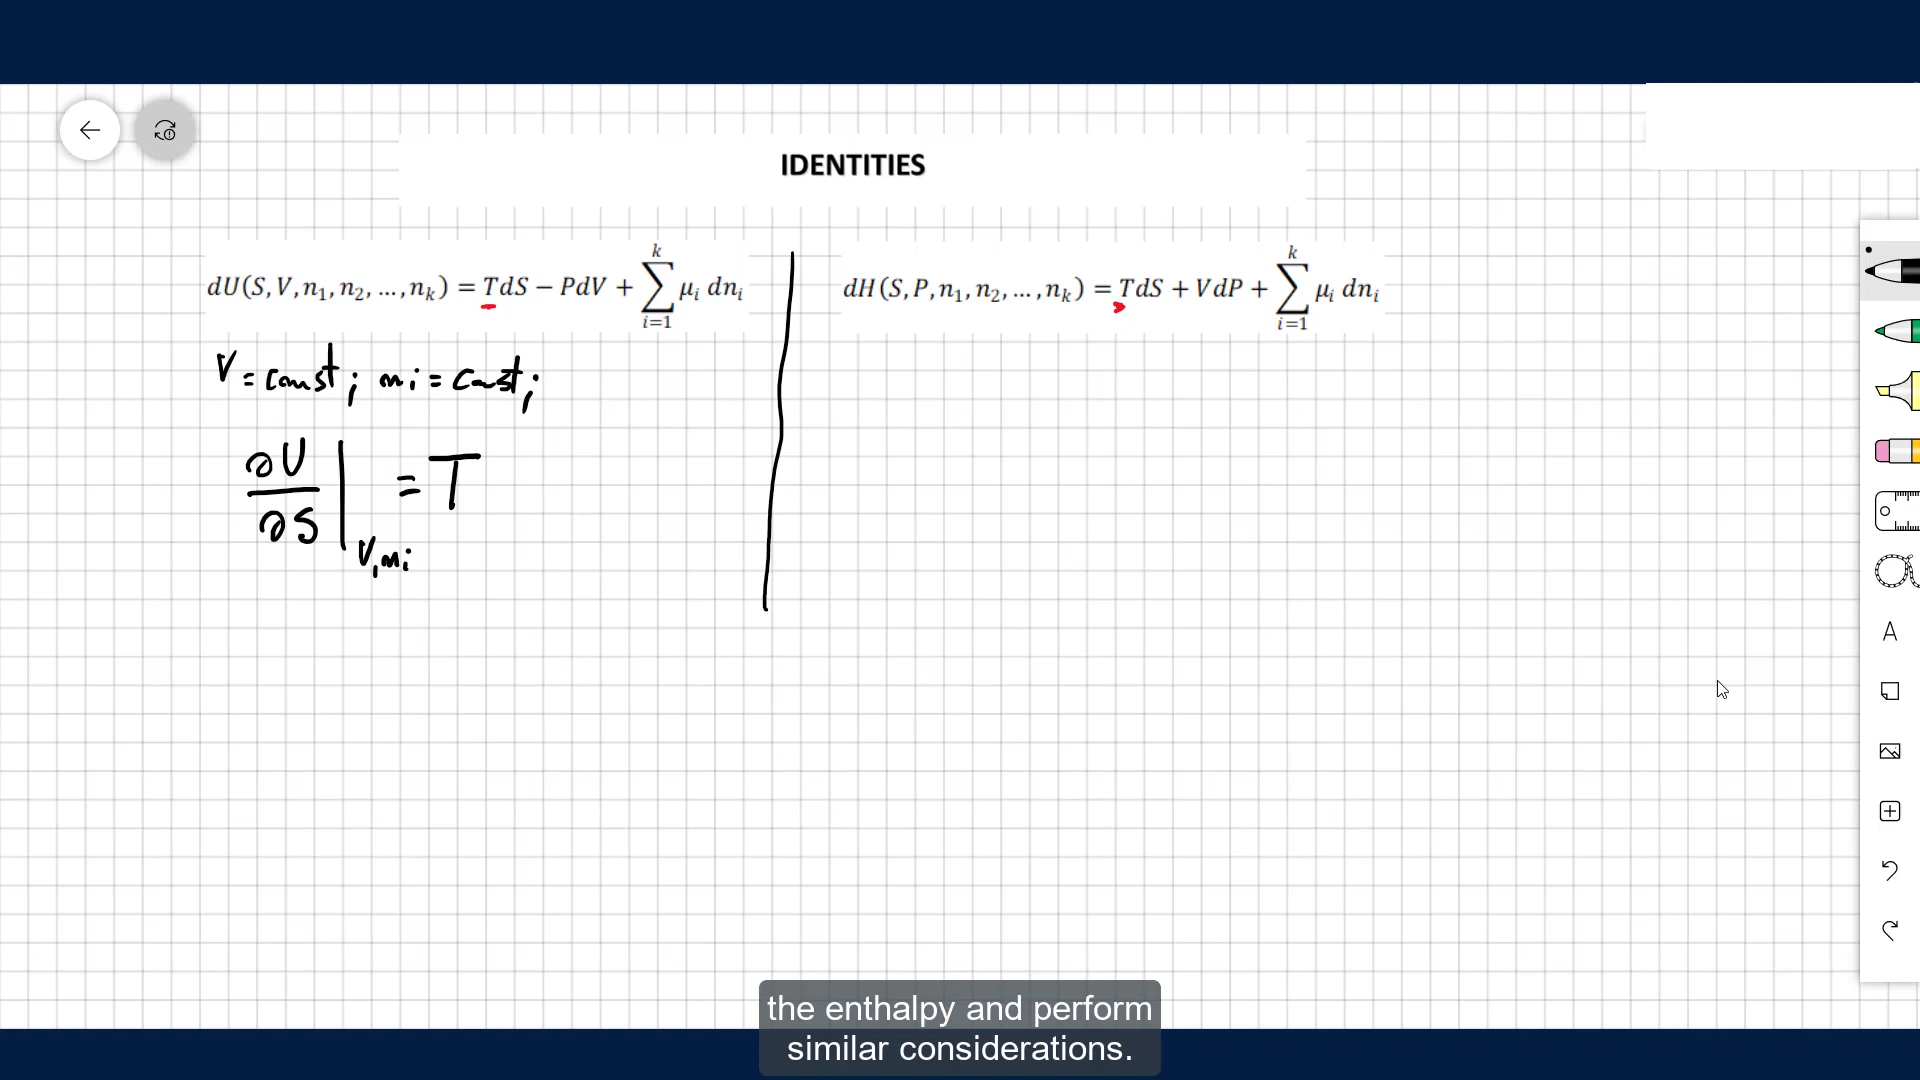 IDENTITIES
dU(S, V, n₁, n₂, …, nₖ) = TdS − PdV + ∑ᵢ₌₁ᵏ μᵢ dnᵢ
V = const; ni = const;
∂U/∂S |V,ni = T
dH(S, P, n₁, n₂, …, nₖ) = TdS + VdP + ∑ᵢ₌₁ᵏ μᵢ dnᵢ
A
the enthalpy and perform
similar considerations.